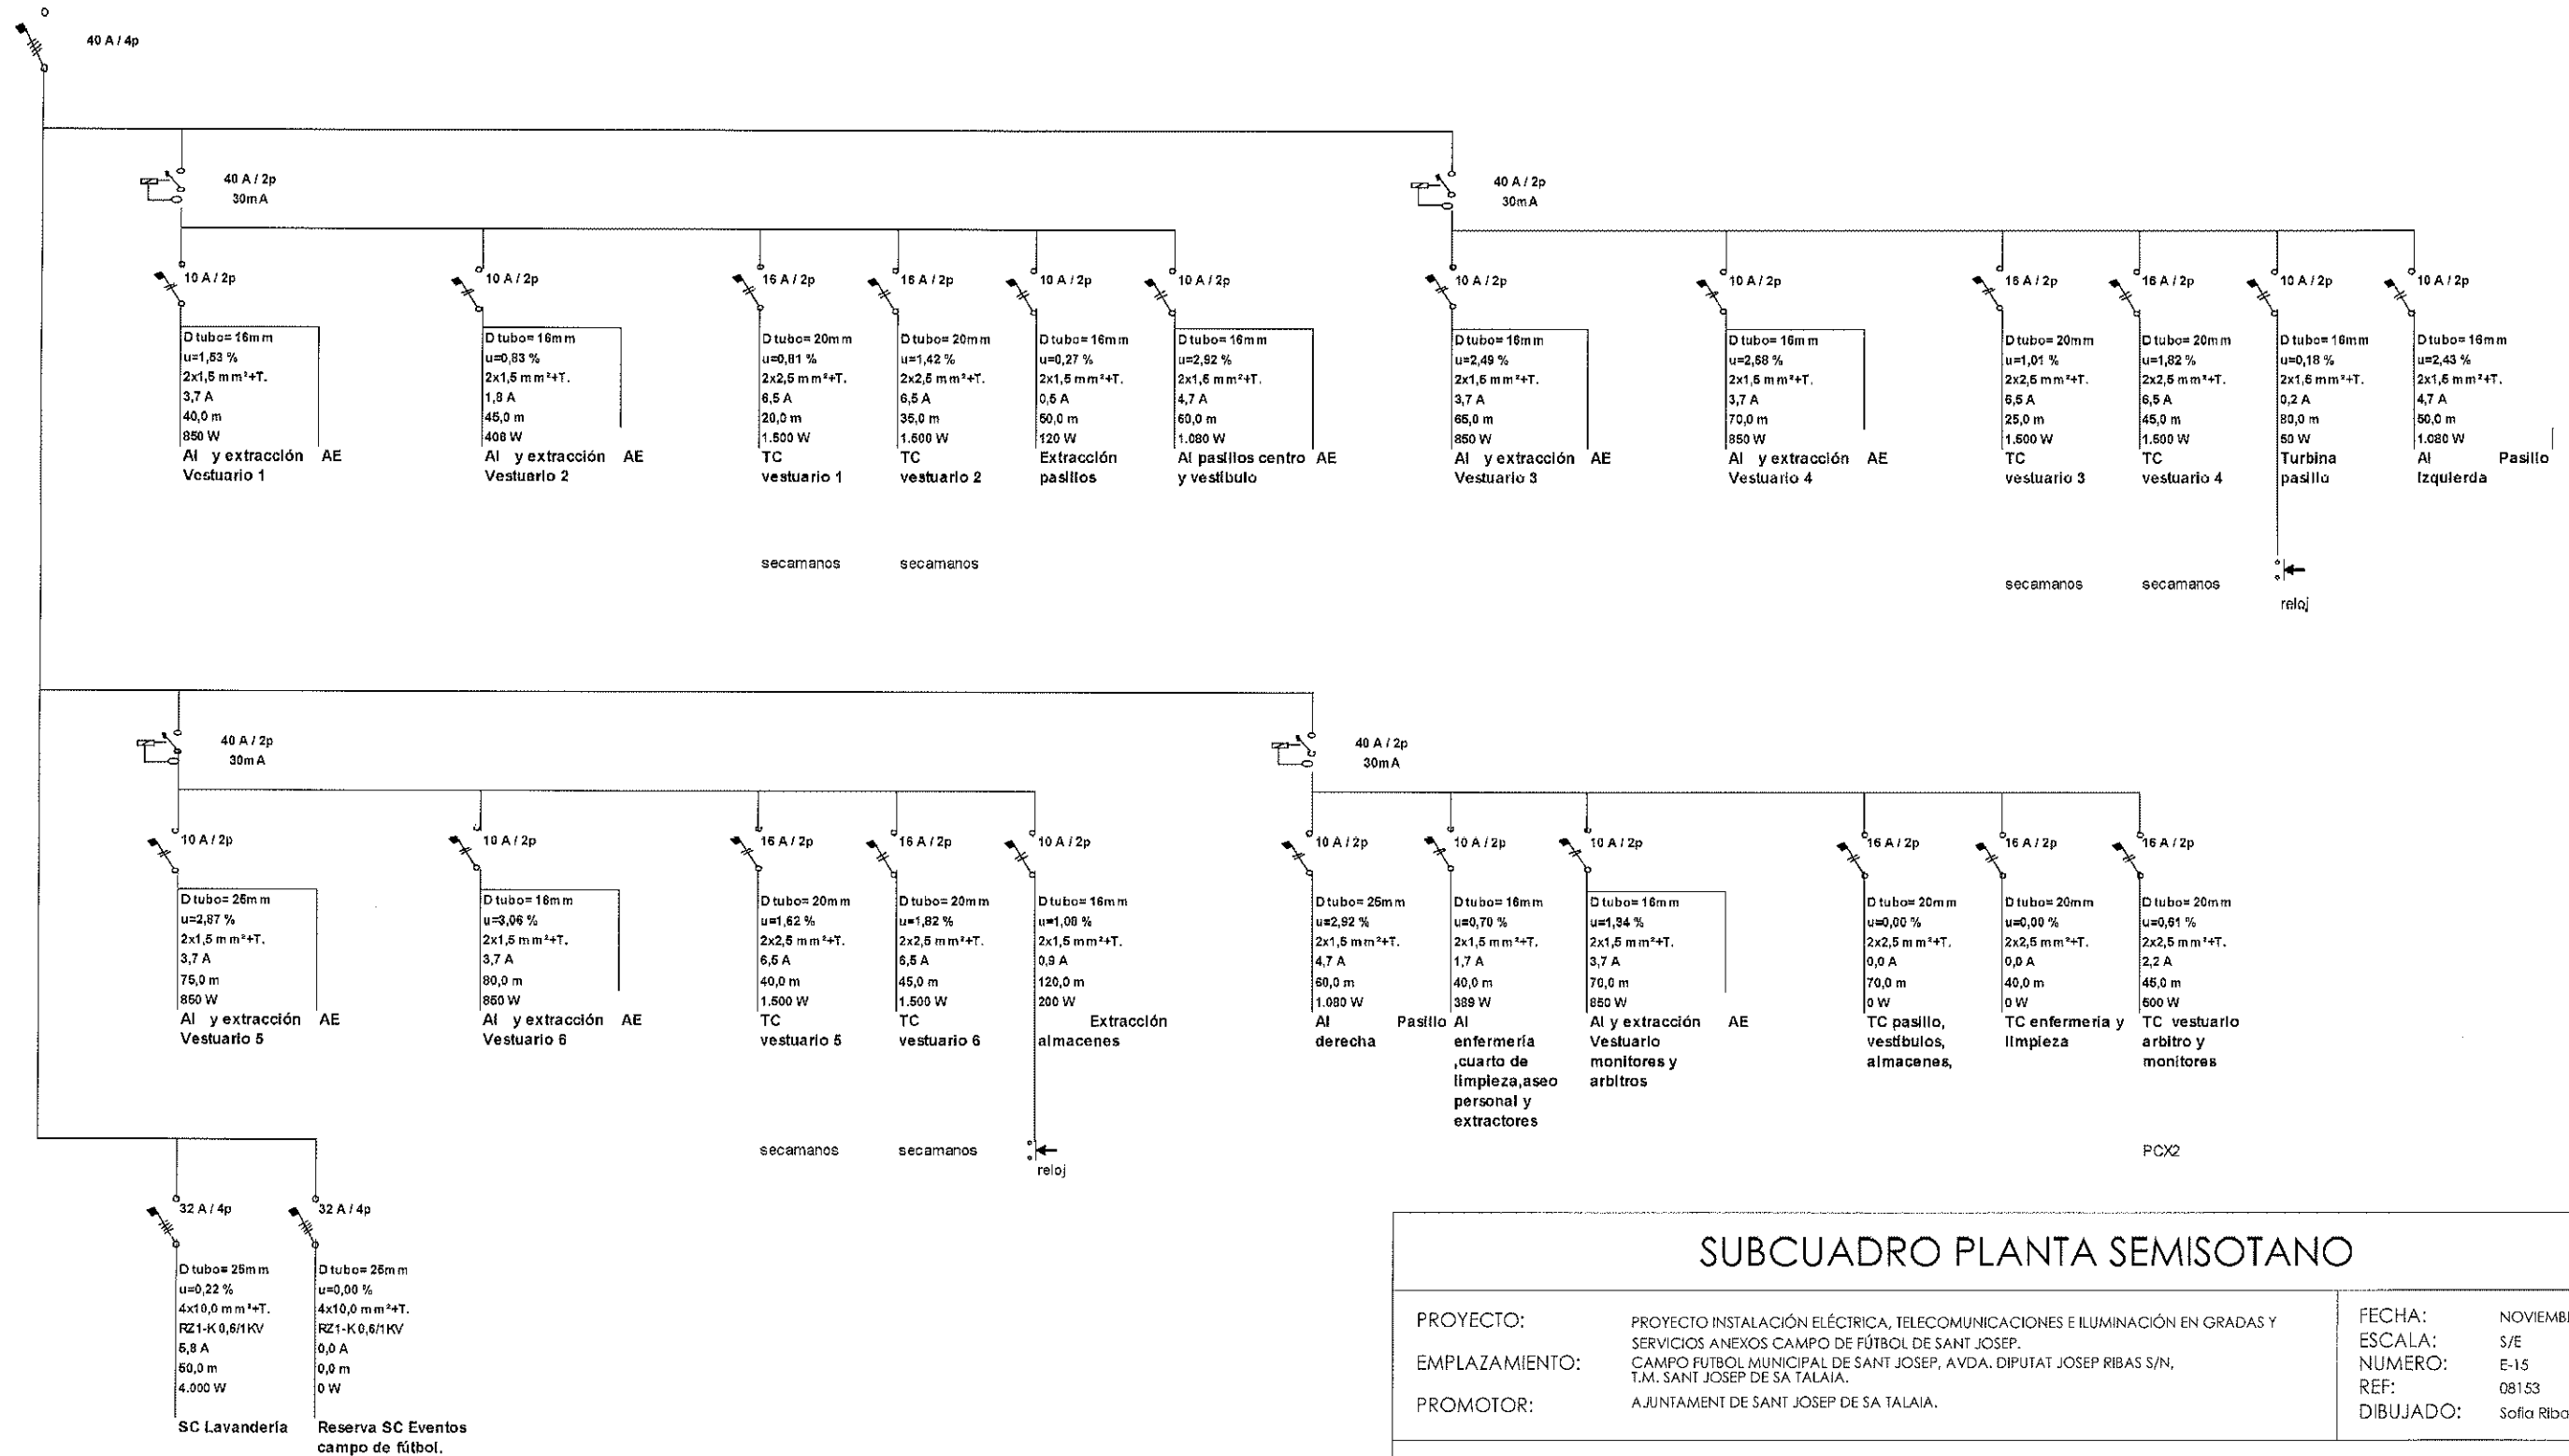 40 A / 4p
40 A / 2p
30mA
40 A / 2p
30mA
10 A / 2p
D tubo= 16mm
u=1,53 %
2x1,5 mm²+T.
3,7 A
40,0 m
850 W
AI y extracción AE
Vestuario 1
10 A / 2p
D tubo= 16mm
u=0,83 %
2x1,5 mm²+T.
1,8 A
45,0 m
408 W
AI y extracción AE
Vestuario 2
16 A / 2p
D tubo= 20mm
u=0,81 %
2x2,5 mm²+T.
6,5 A
20,0 m
1.500 W
TC
vestuario 1
secamanos
16 A / 2p
D tubo= 20mm
u=1,42 %
2x2,5 mm²+T.
6,5 A
35,0 m
1.500 W
TC
vestuario 2
secamanos
10 A / 2p
D tubo= 16mm
u=0,27 %
2x1,5 mm²+T.
0,5 A
50,0 m
120 W
Extracción
pasillos
10 A / 2p
D tubo= 16mm
u=2,92 %
2x1,5 mm²+T.
4,7 A
60,0 m
1.080 W
AI pasillos centro AE
y vestíbulo
10 A / 2p
D tubo= 16mm
u=2,49 %
2x1,5 mm²+T.
3,7 A
65,0 m
850 W
AI y extracción AE
Vestuario 3
10 A / 2p
D tubo= 16mm
u=2,68 %
2x1,5 mm²+T.
3,7 A
70,0 m
850 W
AI y extracción AE
Vestuario 4
16 A / 2p
D tubo= 20mm
u=1,01 %
2x2,5 mm²+T.
6,5 A
25,0 m
1.500 W
TC
vestuario 3
secamanos
16 A / 2p
D tubo= 20mm
u=1,82 %
2x2,5 mm²+T.
6,5 A
45,0 m
1.500 W
TC
vestuario 4
secamanos
10 A / 2p
D tubo= 16mm
u=0,18 %
2x1,5 mm²+T.
0,2 A
80,0 m
50 W
Turbina
pasillo
reloj
10 A / 2p
D tubo= 16mm
u=2,43 %
2x1,5 mm²+T.
4,7 A
50,0 m
1.080 W
AI Pasillo
Izquierda
40 A / 2p
30mA
40 A / 2p
30mA
10 A / 2p
D tubo= 25mm
u=2,87 %
2x1,5 mm²+T.
3,7 A
75,0 m
850 W
AI y extracción AE
Vestuario 5
10 A / 2p
D tubo= 16mm
u=3,06 %
2x1,5 mm²+T.
3,7 A
80,0 m
850 W
AI y extracción AE
Vestuario 6
16 A / 2p
D tubo= 20mm
u=1,62 %
2x2,5 mm²+T.
6,5 A
40,0 m
1.500 W
TC
vestuario 5
secamanos
16 A / 2p
D tubo= 20mm
u=1,82 %
2x2,5 mm²+T.
6,5 A
45,0 m
1.500 W
TC
vestuario 6
secamanos
10 A / 2p
D tubo= 16mm
u=1,08 %
2x1,5 mm²+T.
0,9 A
120,0 m
200 W
Extracción
almacenes
reloj
10 A / 2p
D tubo= 25mm
u=2,92 %
2x1,5 mm²+T.
4,7 A
60,0 m
1.080 W
AI Pasillo
derecha
10 A / 2p
D tubo= 16mm
u=0,70 %
2x1,5 mm²+T.
1,7 A
40,0 m
389 W
AI
enfermería
,cuarto de
limpieza,aseo
personal y
extractores
10 A / 2p
D tubo= 16mm
u=1,34 %
2x1,5 mm²+T.
3,7 A
70,0 m
850 W
AI y extracción AE
Vestuario
monitores y
arbitros
16 A / 2p
D tubo= 20mm
u=0,00 %
2x2,5 mm²+T.
0,0 A
70,0 m
0 W
TC pasillo,
vestíbulos,
almacenes,
16 A / 2p
D tubo= 20mm
u=0,00 %
2x2,5 mm²+T.
0,0 A
40,0 m
0 W
TC enfermería y
limpieza
16 A / 2p
D tubo= 20mm
u=0,61 %
2x2,5 mm²+T.
2,2 A
45,0 m
500 W
TC vestuario
arbitro y
monitores
PCX2
32 A / 4p
D tubo= 25mm
u=0,22 %
4x10,0 mm²+T.
RZ1-K 0,6/1KV
5,8 A
50,0 m
4.000 W
SC Lavandería
32 A / 4p
D tubo= 25mm
u=0,00 %
4x10,0 mm²+T.
RZ1-K 0,6/1KV
0,0 A
0,0 m
0 W
Reserva SC Eventos
campo de fútbol.
SUBCUADRO PLANTA SEMISOTANO
PROYECTO: PROYECTO INSTALACIÓN ELÉCTRICA, TELECOMUNICACIONES E ILUMINACIÓN EN GRADAS Y
SERVICIOS ANEXOS CAMPO DE FÚTBOL DE SANT JOSEP.
EMPLAZAMIENTO: CAMPO FUTBOL MUNICIPAL DE SANT JOSEP, AVDA. DIPUTAT JOSEP RIBAS S/N,
T.M. SANT JOSEP DE SA TALAIA.
PROMOTOR: AJUNTAMENT DE SANT JOSEP DE SA TALAIA.
FECHA: NOVIEMB
ESCALA: S/E
NUMERO: E-15
REF: 08153
DIBUJADO: Sofia Riba